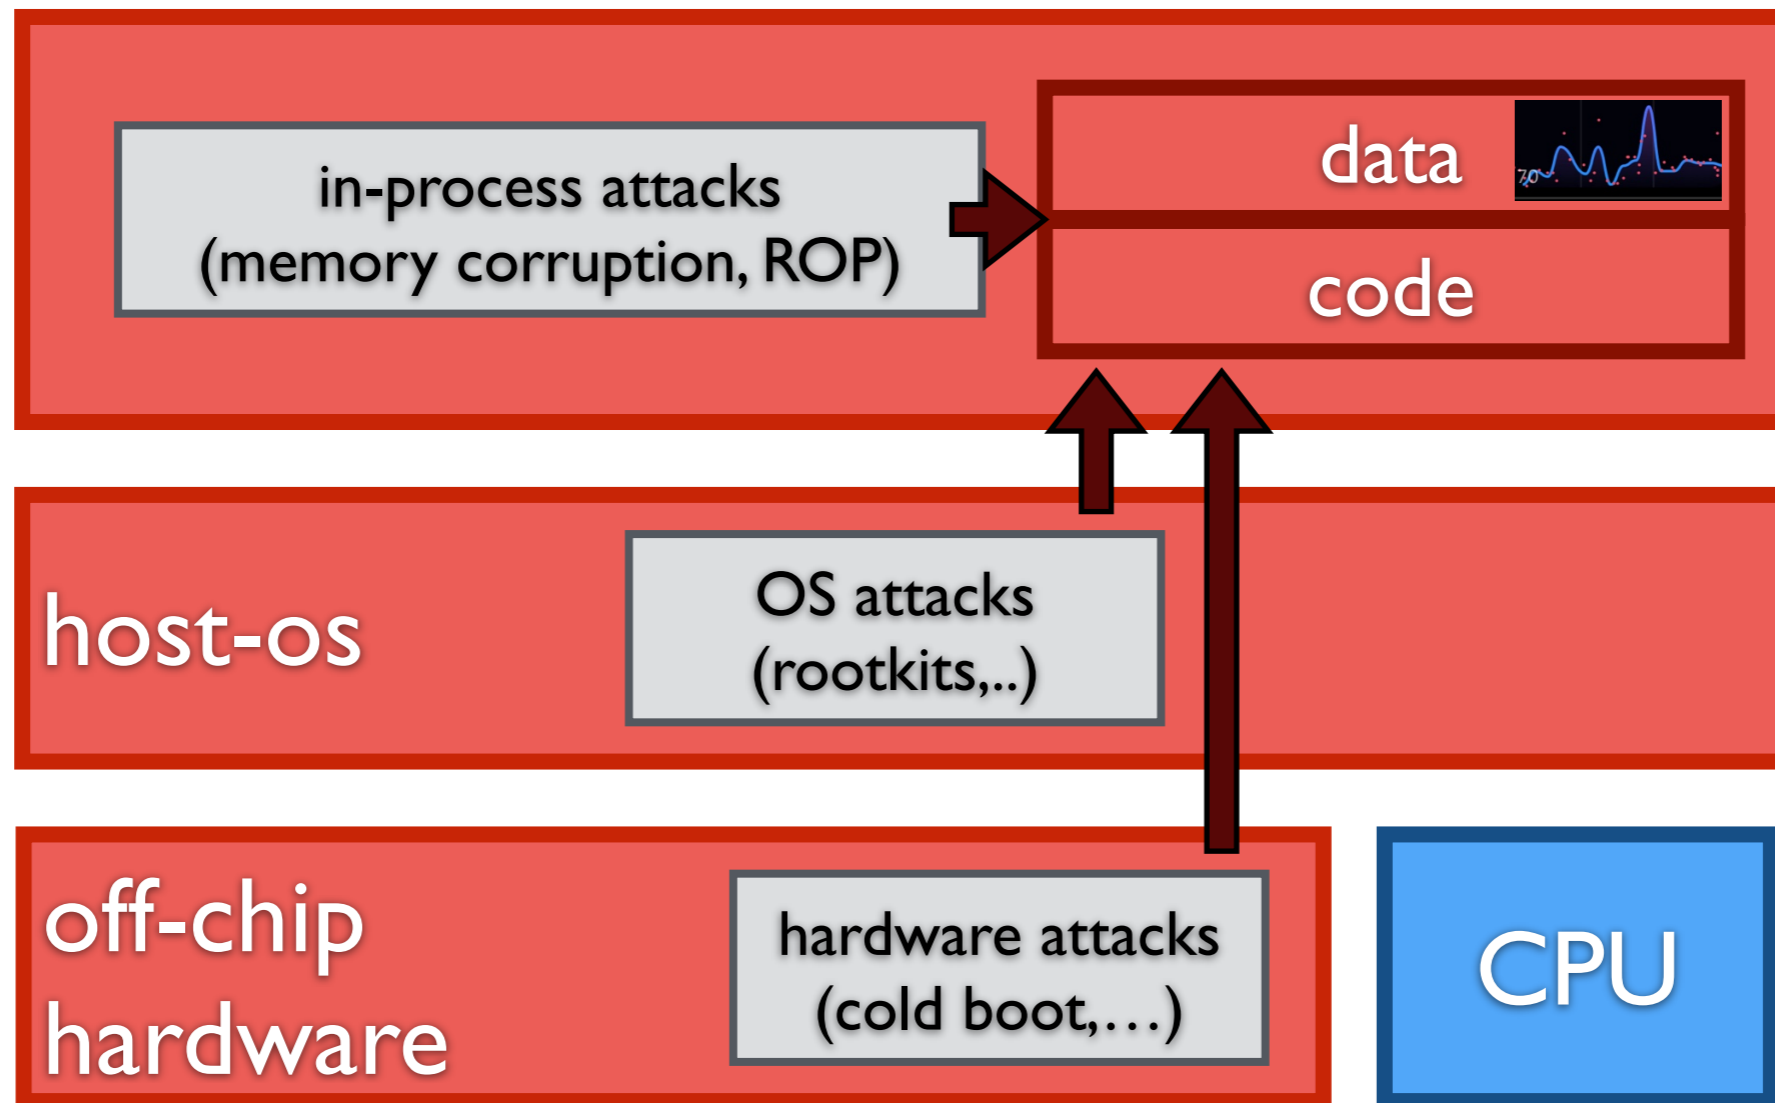 in-process attacks
(memory corruption, ROP)
data
70
code
host-os
OS attacks
(rootkits,..)
off-chip
hardware
hardware attacks
(cold boot,…)
CPU